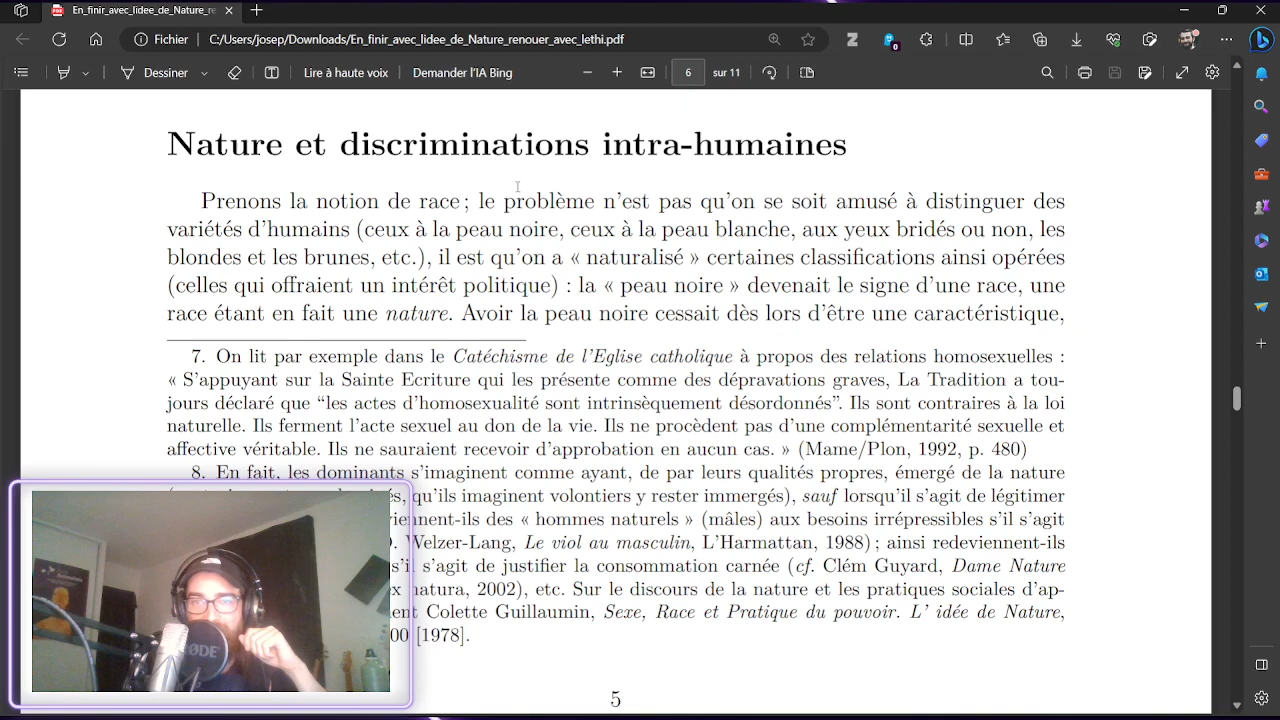 En_finir_avec_lidee_de_Nature_re
Fichier
C:/Users/josep/Downloads/En_finir_avec_lidee_de_Nature_renouer_avec_lethi.pdf
Dessiner
Lire à haute voix
Demander l'IA Bing
6
sur 11
Nature et discriminations intra-humaines
Prenons la notion de race ; le problème n'est pas qu'on se soit amusé à distinguer des
variétés d'humains (ceux à la peau noire, ceux à la peau blanche, aux yeux bridés ou non, les
blondes et les brunes, etc.), il est qu'on a « naturalisé » certaines classifications ainsi opérées
(celles qui offraient un intérêt politique) : la « peau noire » devenait le signe d'une race, une
race étant en fait une nature. Avoir la peau noire cessait dès lors d'être une caractéristique,
7. On lit par exemple dans le Catéchisme de l'Eglise catholique à propos des relations homosexuelles :
« S'appuyant sur la Sainte Ecriture qui les présente comme des dépravations graves, La Tradition a tou-
jours déclaré que “les actes d'homosexualité sont intrinsèquement désordonnés”. Ils sont contraires à la loi
naturelle. Ils ferment l'acte sexuel au don de la vie. Ils ne procèdent pas d'une complémentarité sexuelle et
affective véritable. Ils ne sauraient recevoir d'approbation en aucun cas. » (Mame/Plon, 1992, p. 480)
8. En fait, les dominants s'imaginent comme ayant, de par leurs qualités propres, émergé de la nature
qu'ils imaginent volontiers y rester immergés), sauf lorsqu'il s'agit de légitimer
« hommes naturels » (mâles) aux besoins irrépressibles s'il s'agit
Welzer-Lang, Le viol au masculin, L'Harmattan, 1988) ; ainsi redeviennent-ils
s'agit de justifier la consommation carnée (cf. Clém Guyard, Dame Nature
natura, 2002), etc. Sur le discours de la nature et les pratiques sociales d'ap-
Colette Guillaumin, Sexe, Race et Pratique du pouvoir. L' idée de Nature,
[1978].
RØDE
5